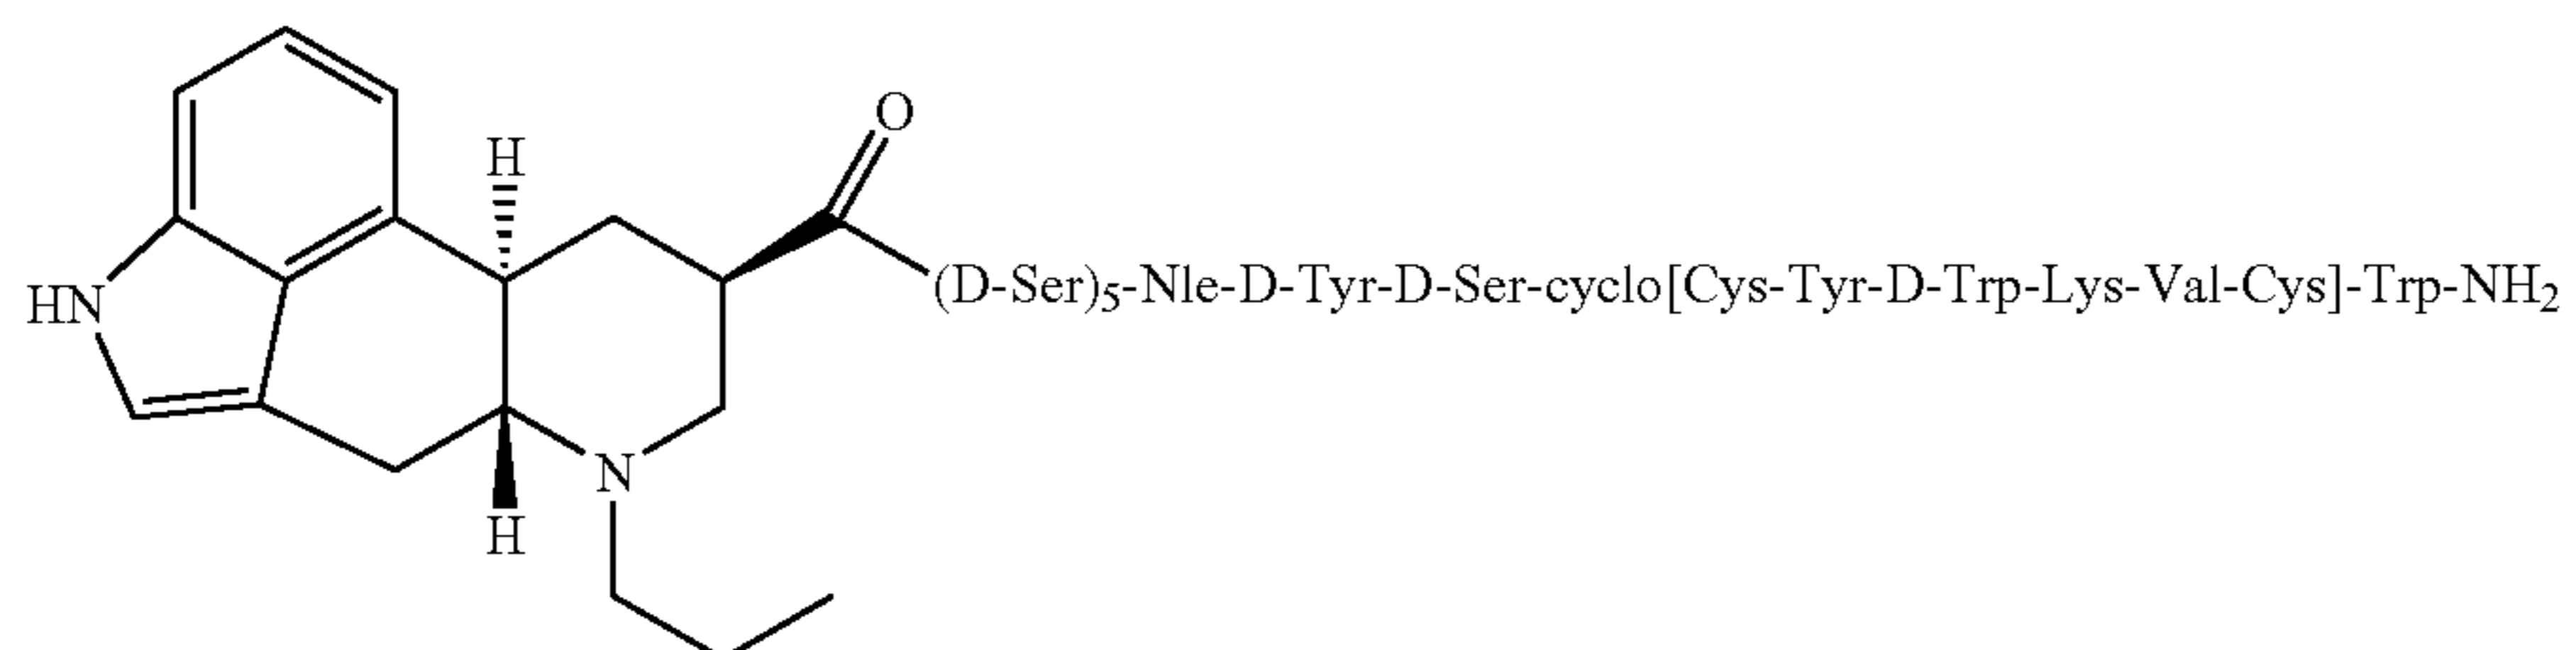 O
H
(D-Ser)5-Nle-D-Tyr-D-Ser-cyclo[Cys-Tyr-D-Trp-Lys-Val-Cys]-Trp-NH2
HN
N
H